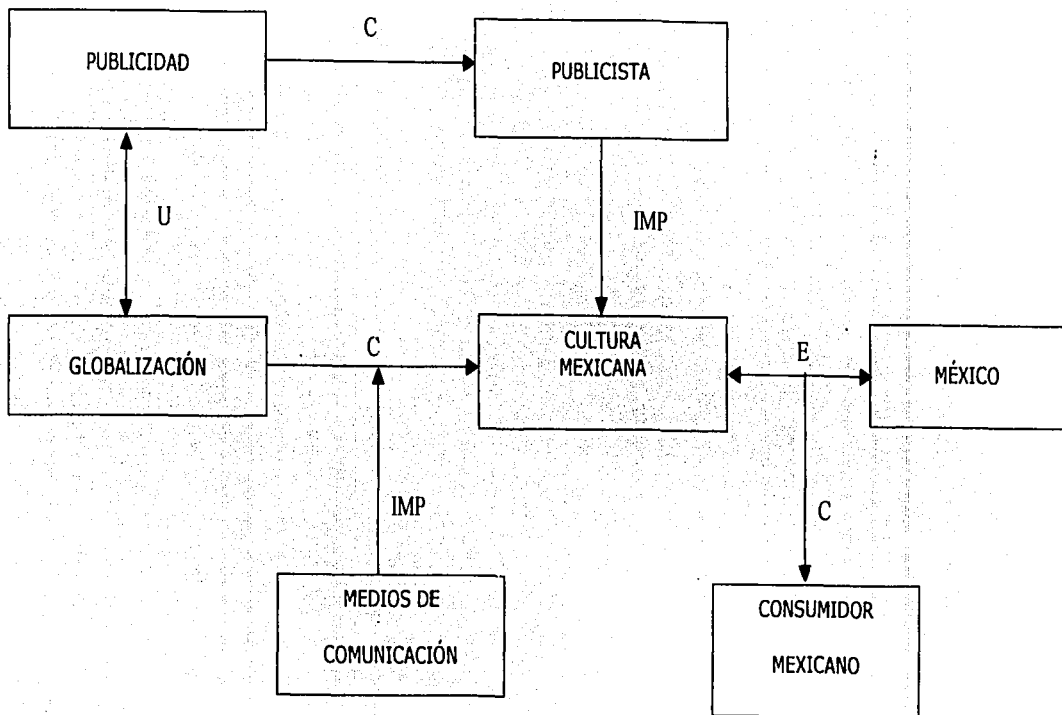 C
PUBLICIDAD
PUBLICISTA
U
IMP
GLOBALIZACIÓN
C
CULTURA
MEXICANA
E
MÉXICO
IMP
C
MEDIOS DE
COMUNICACIÓN
CONSUMIDOR
MEXICANO